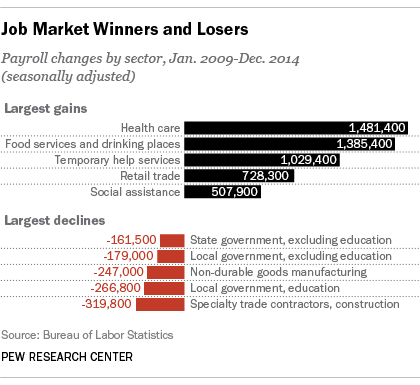 Job Market Winners and Losers
Payroll changes by sector, Jan. 2009-Dec. 2014
(seasonally adjusted)
Largest gains
Health care 1,481,400
Food services and drinking places 1,385,400
Temporary help services 1,029,400
Retail trade 728,300
Social assistance 507,900
Largest declines
-161,500 State government, excluding education
-179,000 Local government, excluding education
-247,000 Non-durable goods manufacturing
-266,800 Local government, education
-319,800 Specialty trade contractors, construction
Source: Bureau of Labor Statistics
PEW RESEARCH CENTER